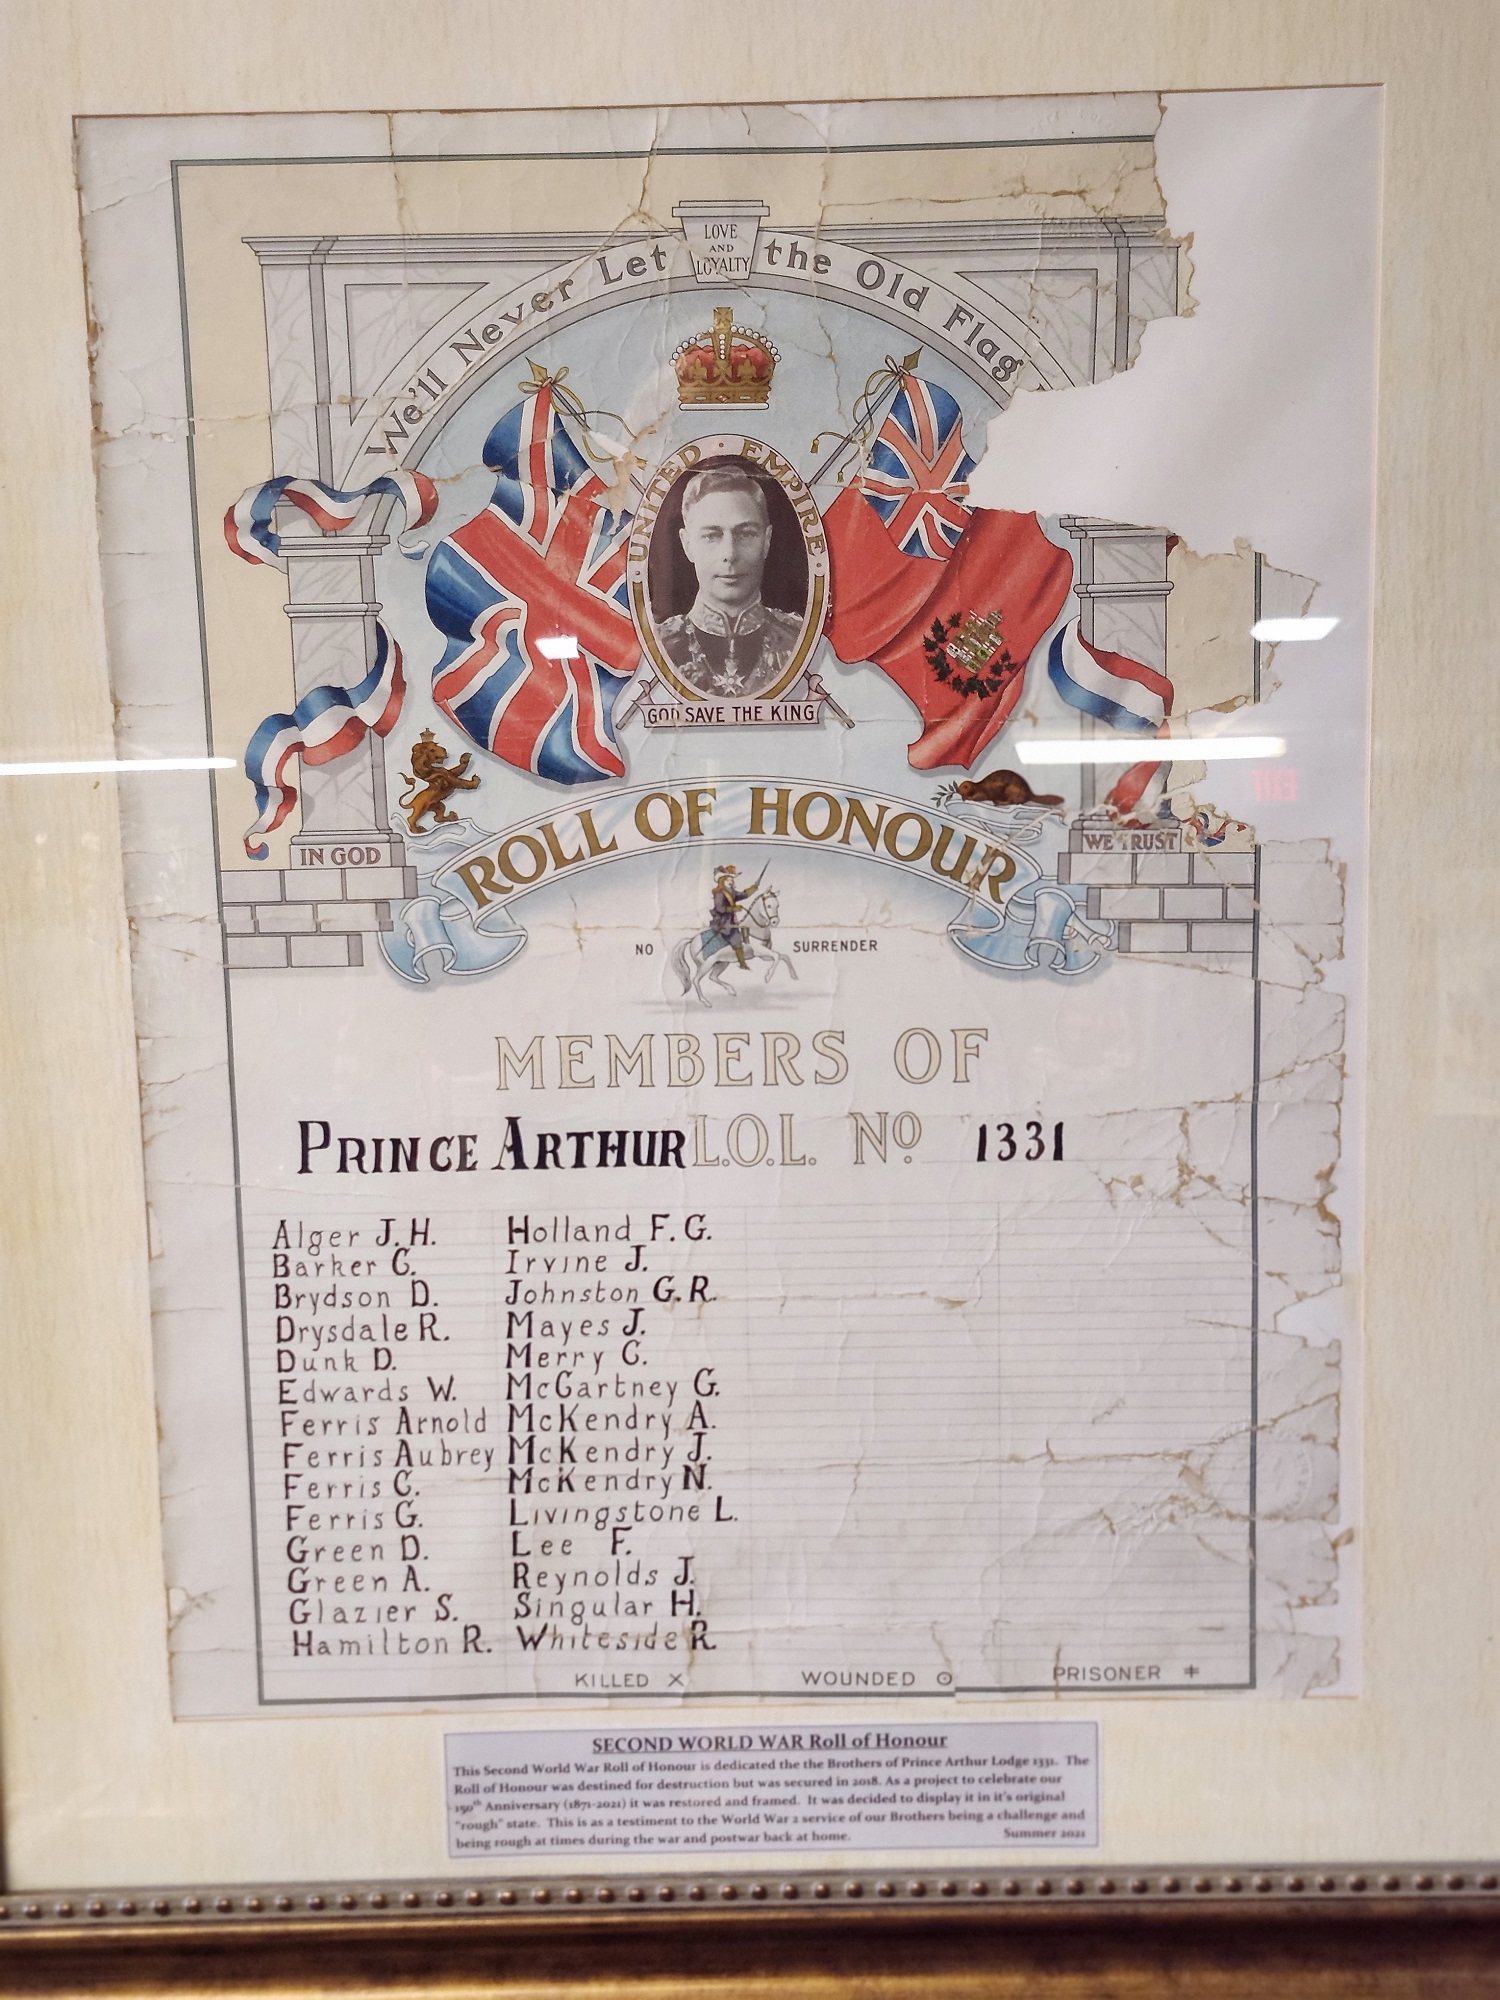 LOVE
AND
LOYALTY
We'll Never Let the Old Flag
UNITED · EMPIRE
GOD SAVE THE KING
ROLL OF HONOUR
IN GOD
WE TRUST
NO SURRENDER
MEMBERS OF
PRINCE ARTHUR L.O.L. No 1331
Alger J.H. Holland F.G.
Barker C. Irvine J.
Brydson D. Johnston G.R.
Drysdale R. Mayes J.
Dunk D. Merry C.
Edwards W. McCartney G.
Ferris Arnold McKendry A.
Ferris Aubrey McKendry J.
Ferris C. McKendry N.
Ferris G. Livingstone L.
Green D. Lee F.
Green A. Reynolds J.
Glazier S. Singular H.
Hamilton R. Whiteside R.
KILLED X WOUNDED ⊙ PRISONER ‡
SECOND WORLD WAR Roll of Honour
This Second World War Roll of Honour is dedicated the the Brothers of Prince Arthur Lodge 1331. The
Roll of Honour was destined for destruction but was secured in 2018. As a project to celebrate our
150th Anniversary (1871-2021) it was restored and framed. It was decided to display it in it's original
"rough" state. This is as a testiment to the World War 2 service of our Brothers being a challenge and
being rough at times during the war and postwar back at home. Summer 2021
EXIT